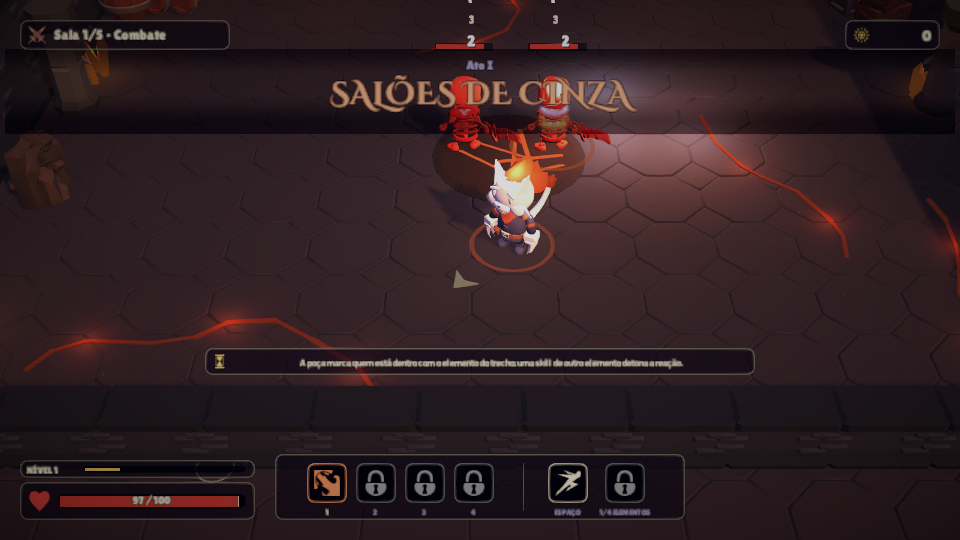 Sala 1/5 - Combate
3
3
2
2
0
Ato I
SALÕES DE CINZA
A poça marca quem está dentro com o elemento do trecho: uma skill de outro elemento detona a reação.
NÍVEL 1
97 / 100
1
2
3
4
ESPAÇO
1/4 ELEMENTOS